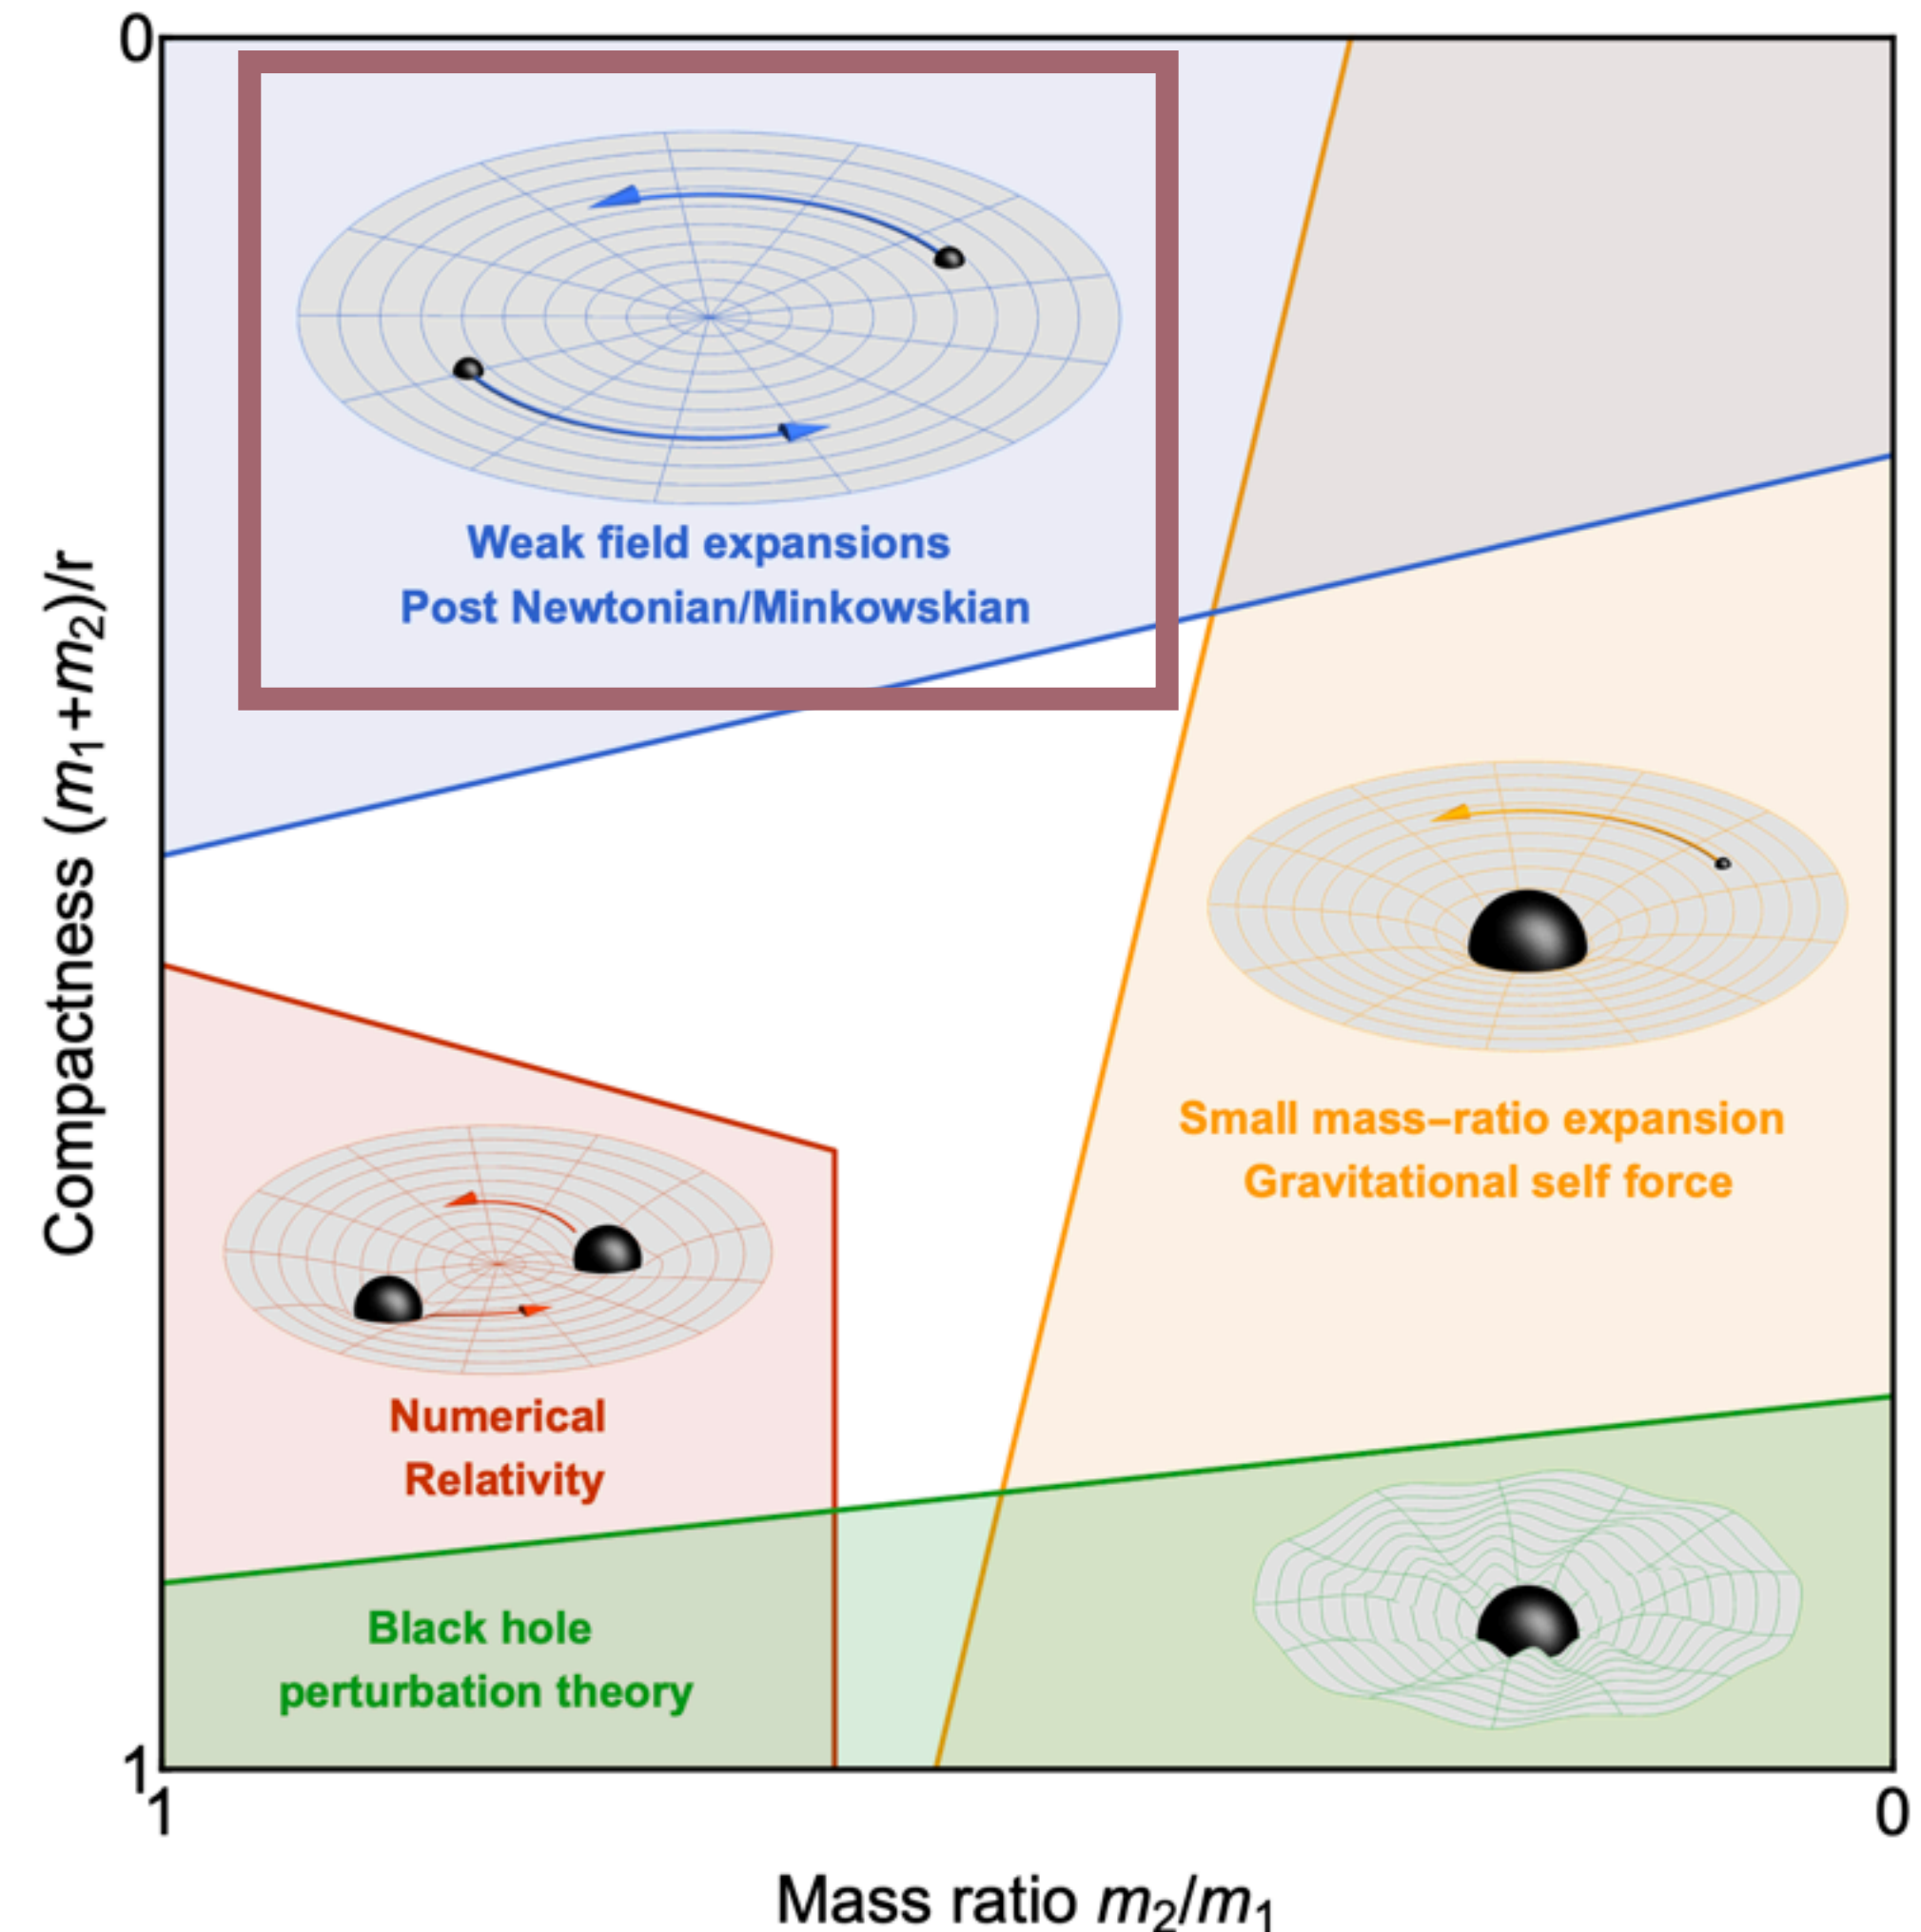 0
Weak field expansions
Post Newtonian/Minkowskian
Compactness (m₁+m₂)/r
Small mass–ratio expansion
Gravitational self force
Numerical
Relativity
Black hole
perturbation theory
1
1
0
Mass ratio m₂/m₁